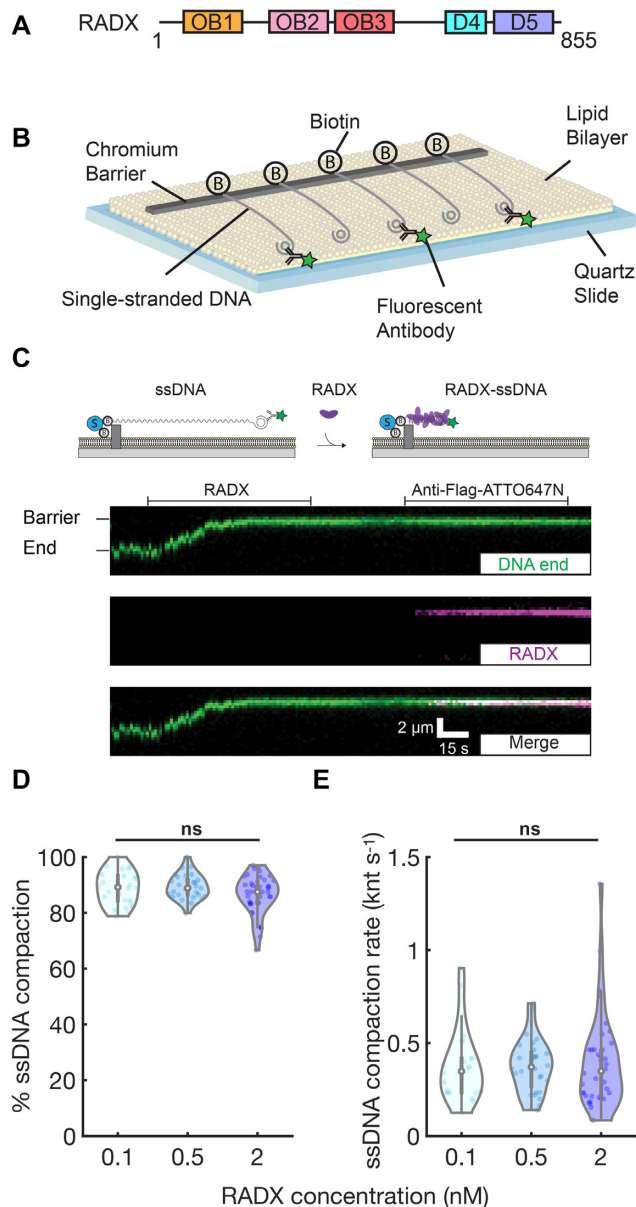 A
RADX
OB1
OB2
OB3
D4
D5
1
855
B
Biotin
Lipid
Bilayer
Chromium
Barrier
B
B
B
B
B
Single-stranded DNA
Fluorescent
Antibody
Quartz
Slide
C
ssDNA
RADX
RADX-ssDNA
S
B
B
S
B
B
RADX
Anti-Flag-ATTO647N
Barrier
End
DNA end
RADX
2 µm
15 s
Merge
D
ns
% ssDNA compaction
100
80
60
40
20
0
0.1
0.5
2
E
ns
ssDNA compaction rate (knt s⁻¹)
1.5
1
0.5
0
0.1
0.5
2
RADX concentration (nM)